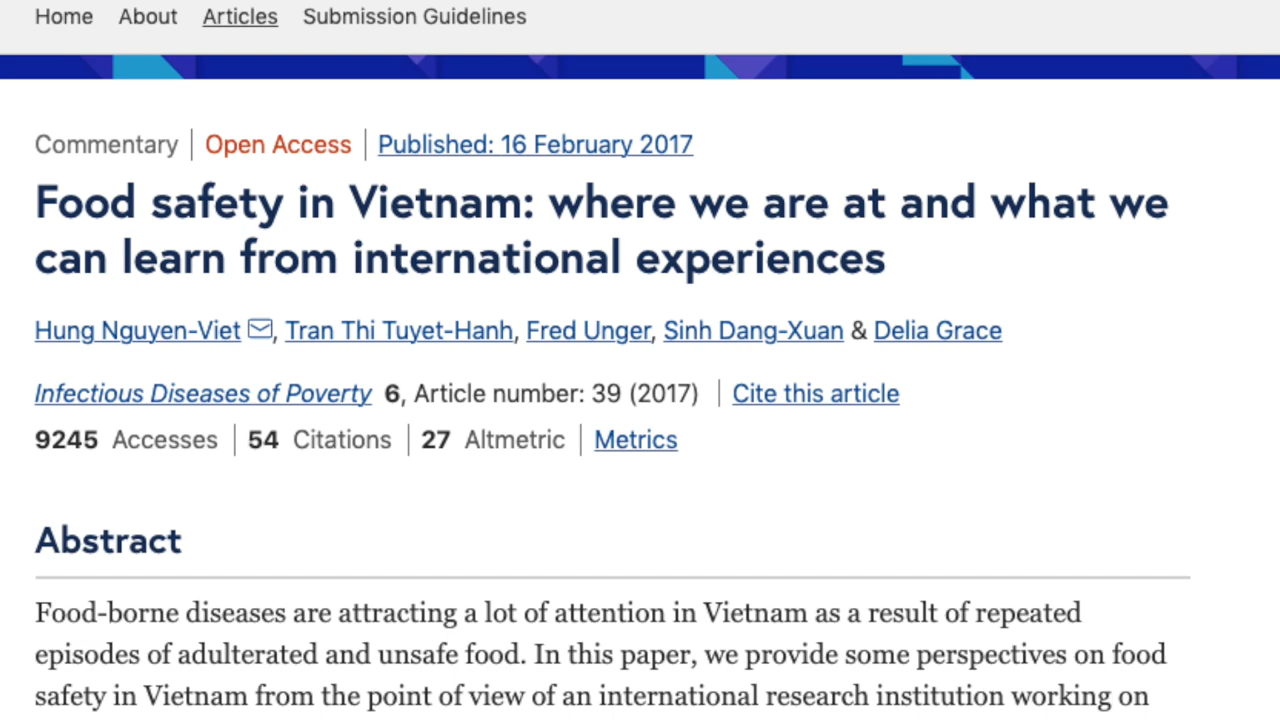 Home About Articles Submission Guidelines
Commentary Open Access Published: 16 February 2017
Food safety in Vietnam: where we are at and what we
can learn from international experiences
Hung Nguyen-Viet, Tran Thi Tuyet-Hanh, Fred Unger, Sinh Dang-Xuan & Delia Grace
Infectious Diseases of Poverty 6, Article number: 39 (2017) Cite this article
9245 Accesses 54 Citations 27 Altmetric Metrics
Abstract
Food-borne diseases are attracting a lot of attention in Vietnam as a result of repeated
episodes of adulterated and unsafe food. In this paper, we provide some perspectives on food
safety in Vietnam from the point of view of an international research institution working on